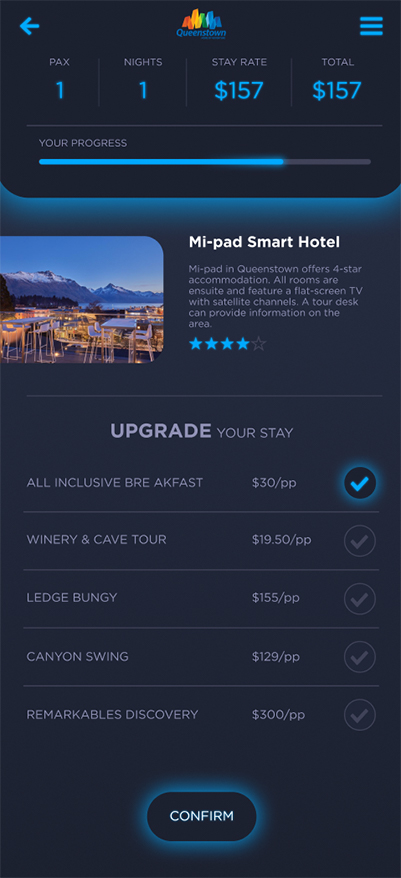 Queenstown
PAX NIGHTS STAY RATE TOTAL
1 1 $157 $157
YOUR PROGRESS
Mi-pad Smart Hotel
Mi-pad in Queenstown offers 4-star
accommodation. All rooms are
ensuite and feature a flat-screen TV
with satellite channels. A tour desk
can provide information on the
area.
UPGRADE YOUR STAY
ALL INCLUSIVE BRE AKFAST $30/pp
WINERY & CAVE TOUR $19.50/pp
LEDGE BUNGY $155/pp
CANYON SWING $129/pp
REMARKABLES DISCOVERY $300/pp
CONFIRM